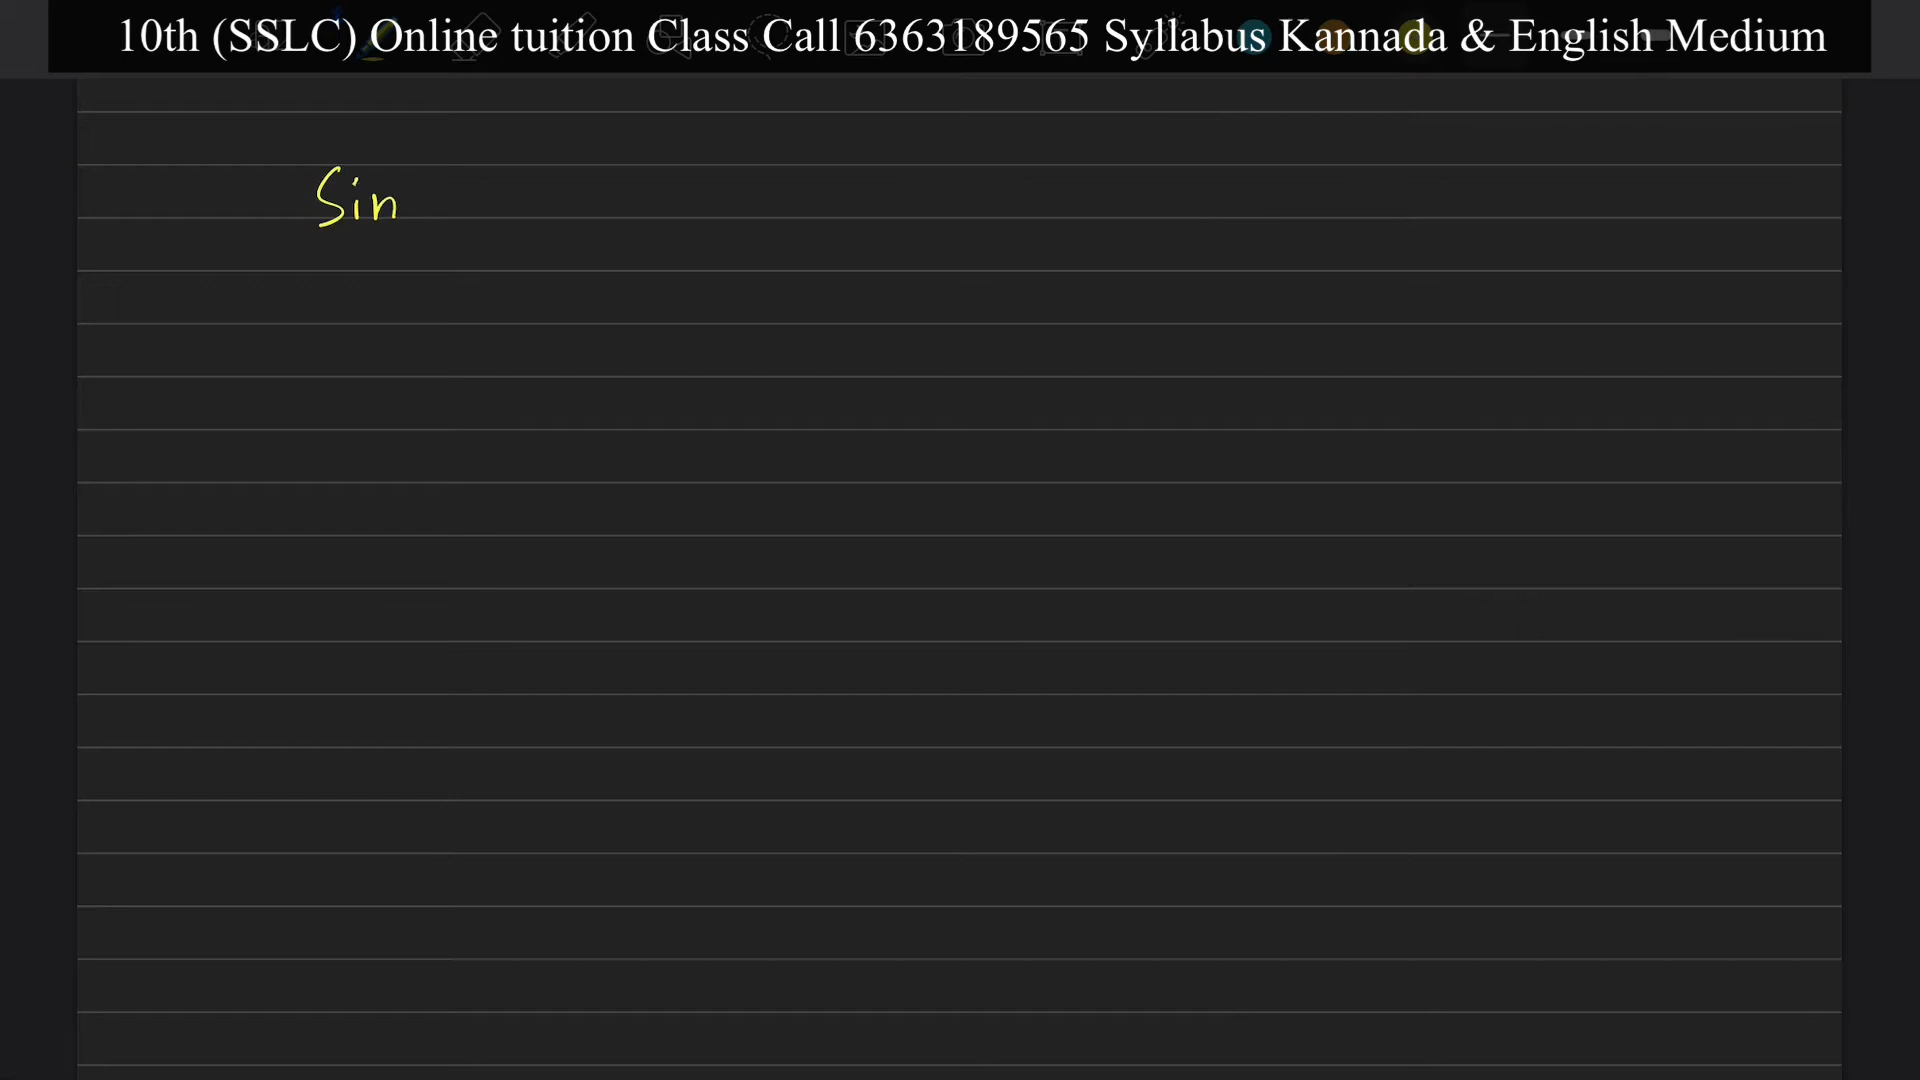 10th (SSLC) Online tuition Class Call 6363189565 Syllabus Kannada & English Medium
Sin